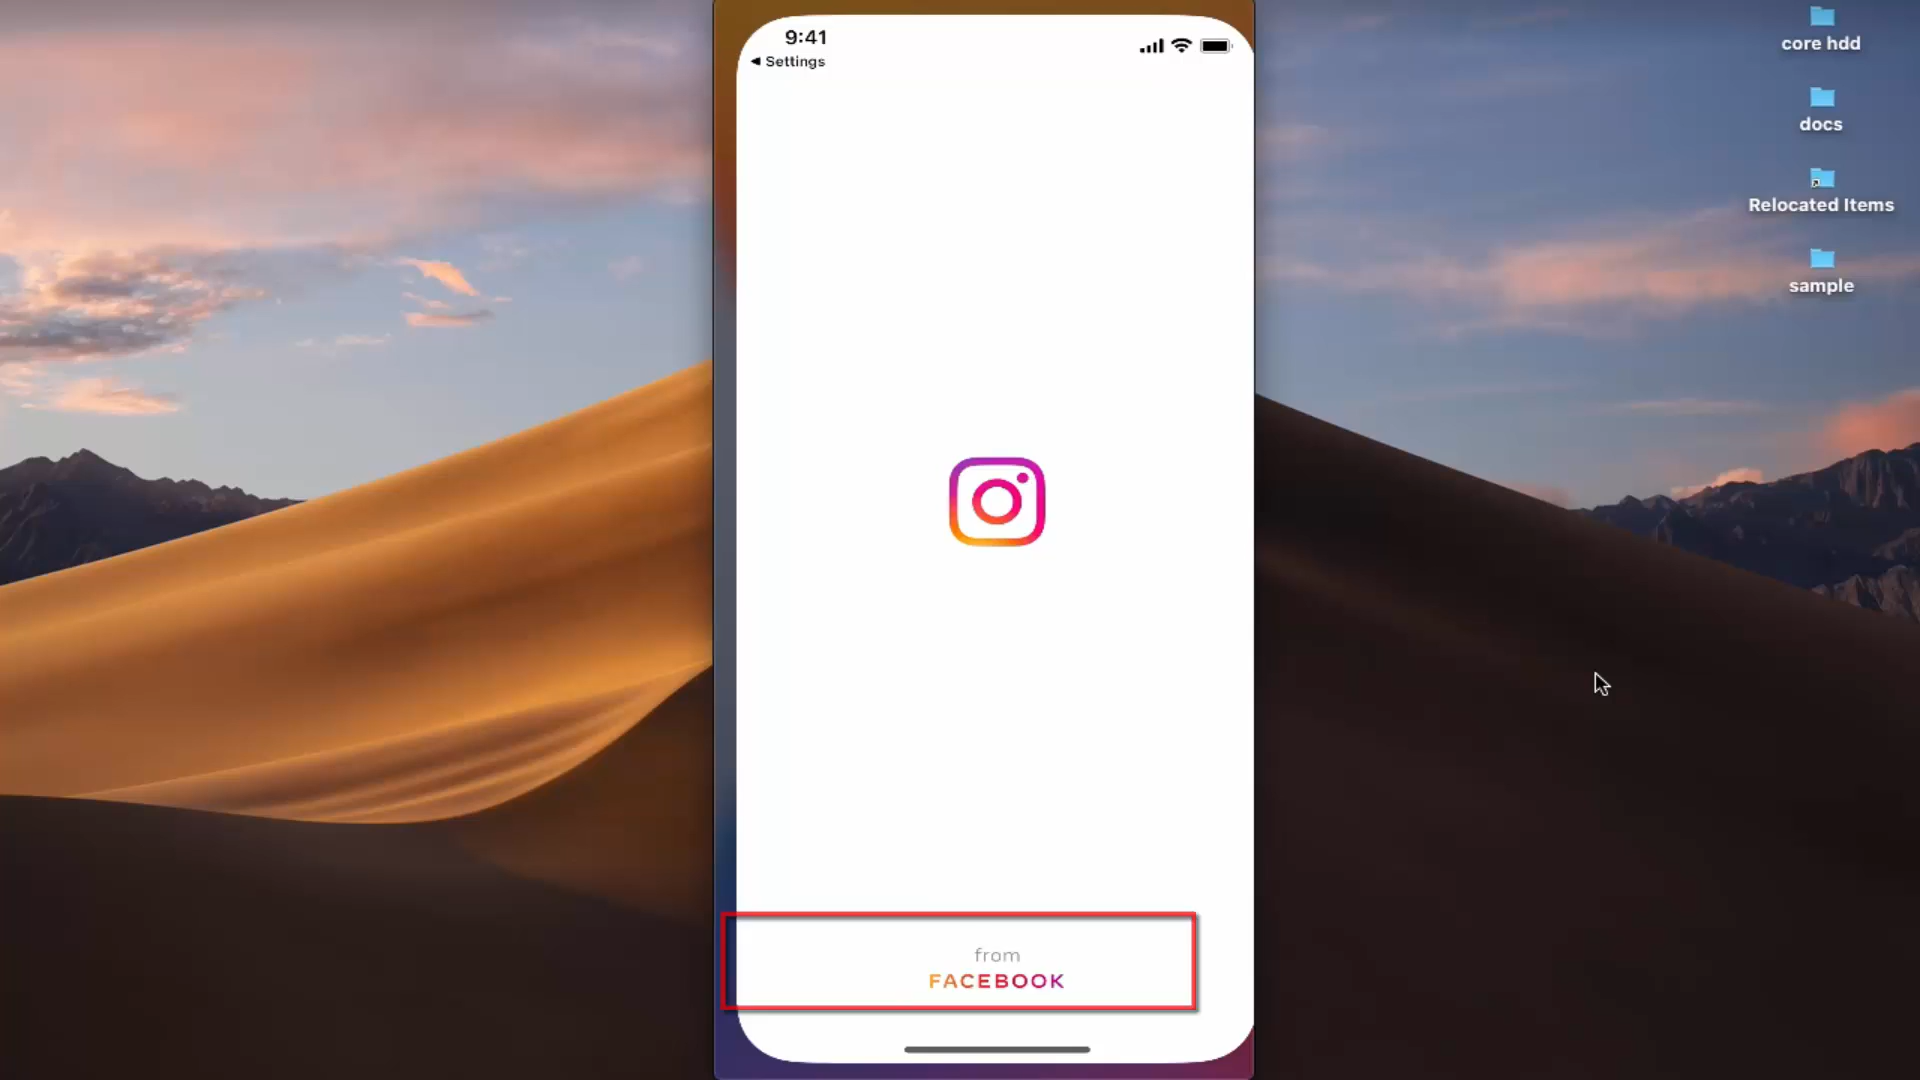 9:41
◀ Settings
core hdd
docs
Relocated Items
sample
from
FACEBOOK